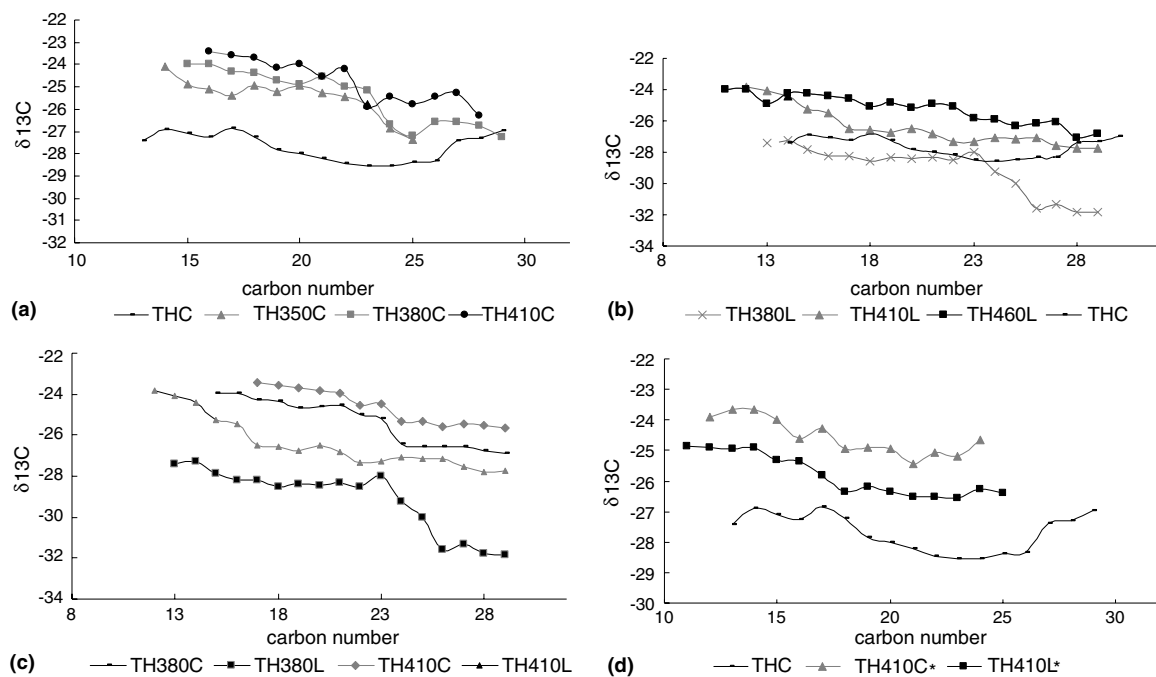 -22
-23
-24
-25
-26
-27
-28
-29
-30
-31
-32
δ13C
10 15 20 25 30
carbon number
(a) THC TH350C TH380C TH410C
-22
-24
-26
-28
-30
-32
-34
δ13C
8 13 18 23 28
carbon number
(b) TH380L TH410L TH460L THC
-22
-24
-26
-28
-30
-32
-34
δ13C
8 13 18 23 28
carbon number
(c) TH380C TH380L TH410C TH410L
-22
-23
-24
-25
-26
-27
-28
-29
-30
δ13C
10 15 20 25 30
carbon number
(d) THC TH410C* TH410L*